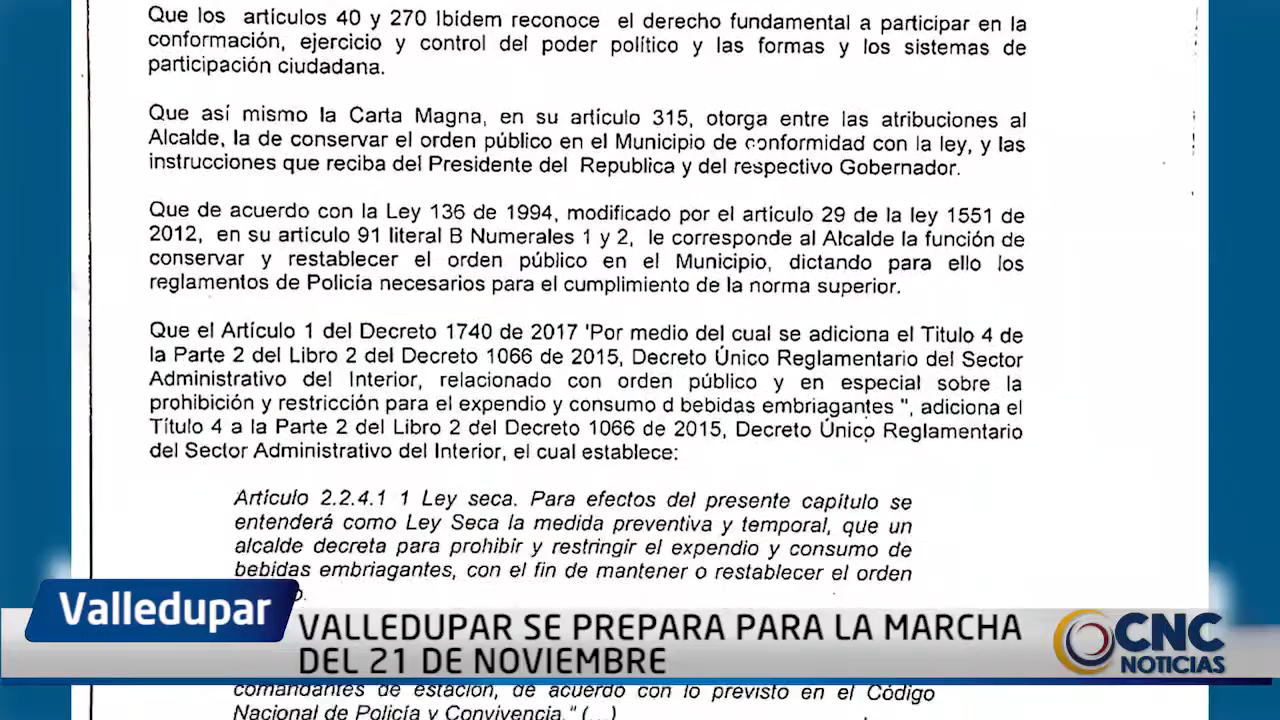 Que los artículos 40 y 270 Ibídem reconoce el derecho fundamental a participar en la
conformación, ejercicio y control del poder político y las formas y los sistemas de
participación ciudadana.
Que así mismo la Carta Magna, en su artículo 315, otorga entre las atribuciones al
Alcalde, la de conservar el orden público en el Municipio de conformidad con la ley, y las
instrucciones que reciba del Presidente del Republica y del respectivo Gobernador.
Que de acuerdo con la Ley 136 de 1994, modificado por el articulo 29 de la ley 1551 de
2012, en su artículo 91 literal B Numerales 1 y 2, le corresponde al Alcalde la función de
conservar y restablecer el orden público en el Municipio, dictando para ello los
reglamentos de Policía necesarios para el cumplimiento de la norma superior.
Que el Artículo 1 del Decreto 1740 de 2017 'Por medio del cual se adiciona el Titulo 4 de
la Parte 2 del Libro 2 del Decreto 1066 de 2015, Decreto Único Reglamentario del Sector
Administrativo del Interior, relacionado con orden público y en especial sobre la
prohibición y restricción para el expendio y consumo d bebidas embriagantes ", adiciona el
Título 4 a la Parte 2 del Libro 2 del Decreto 1066 de 2015, Decreto Único Reglamentario
del Sector Administrativo del Interior, el cual establece:
Artículo 2.2.4.1 1 Ley seca. Para efectos del presente capítulo se
entenderá como Ley Seca la medida preventiva y temporal, que un
alcalde decreta para prohibir y restringir el expendio y consumo de
bebidas embriagantes, con el fin de mantener o restablecer el orden
o.
Valledupar
VALLEDUPAR SE PREPARA PARA LA MARCHA
DEL 21 DE NOVIEMBRE
CNC
NOTICIAS
comandantes de estación, de acuerdo con lo previsto en el Código
Nacional de Policía y Convivencia." (...)